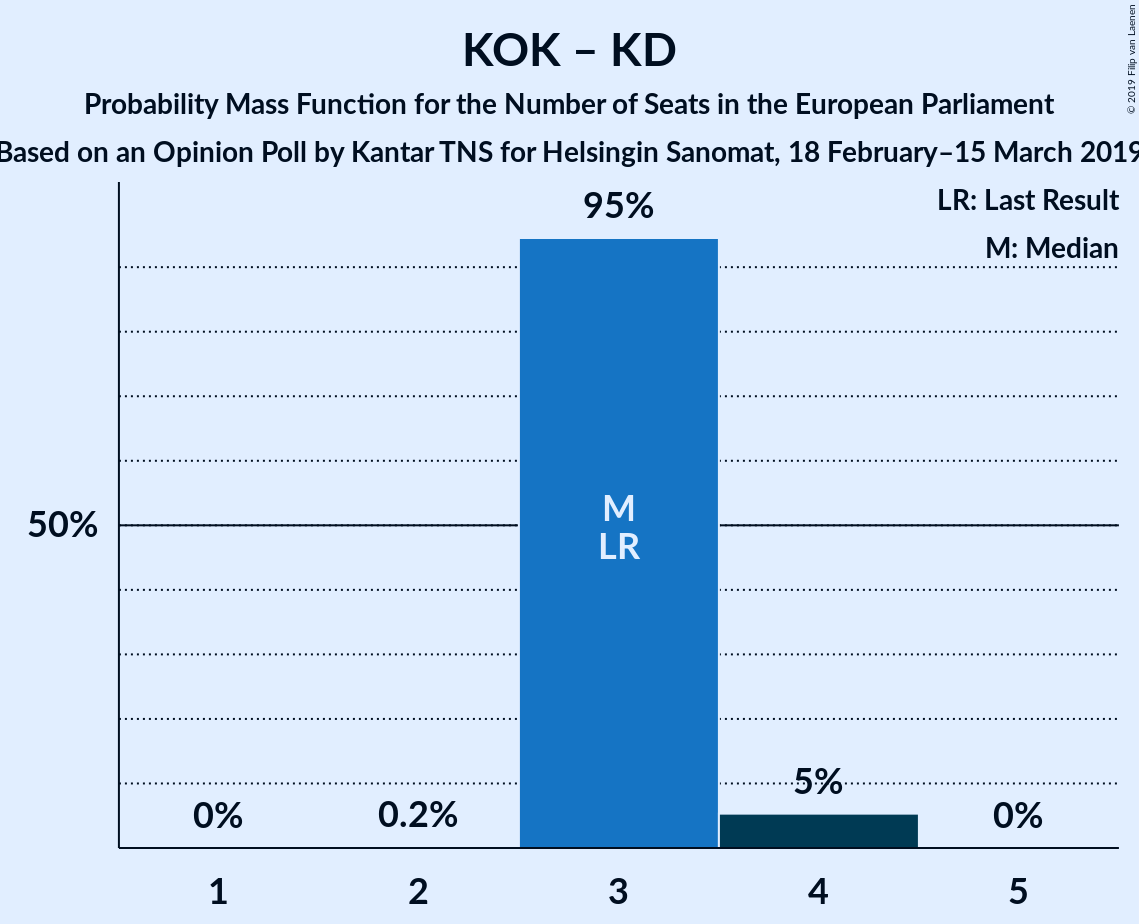 KOK – KD
Probability Mass Function for the Number of Seats in the European Parliament
Based on an Opinion Poll by Kantar TNS for Helsingin Sanomat, 18 February–15 March 2019
© 2019 Filip van Laenen
LR: Last Result
M: Median
95%
M
LR
50%
0%
0.2%
5%
0%
1
2
3
4
5